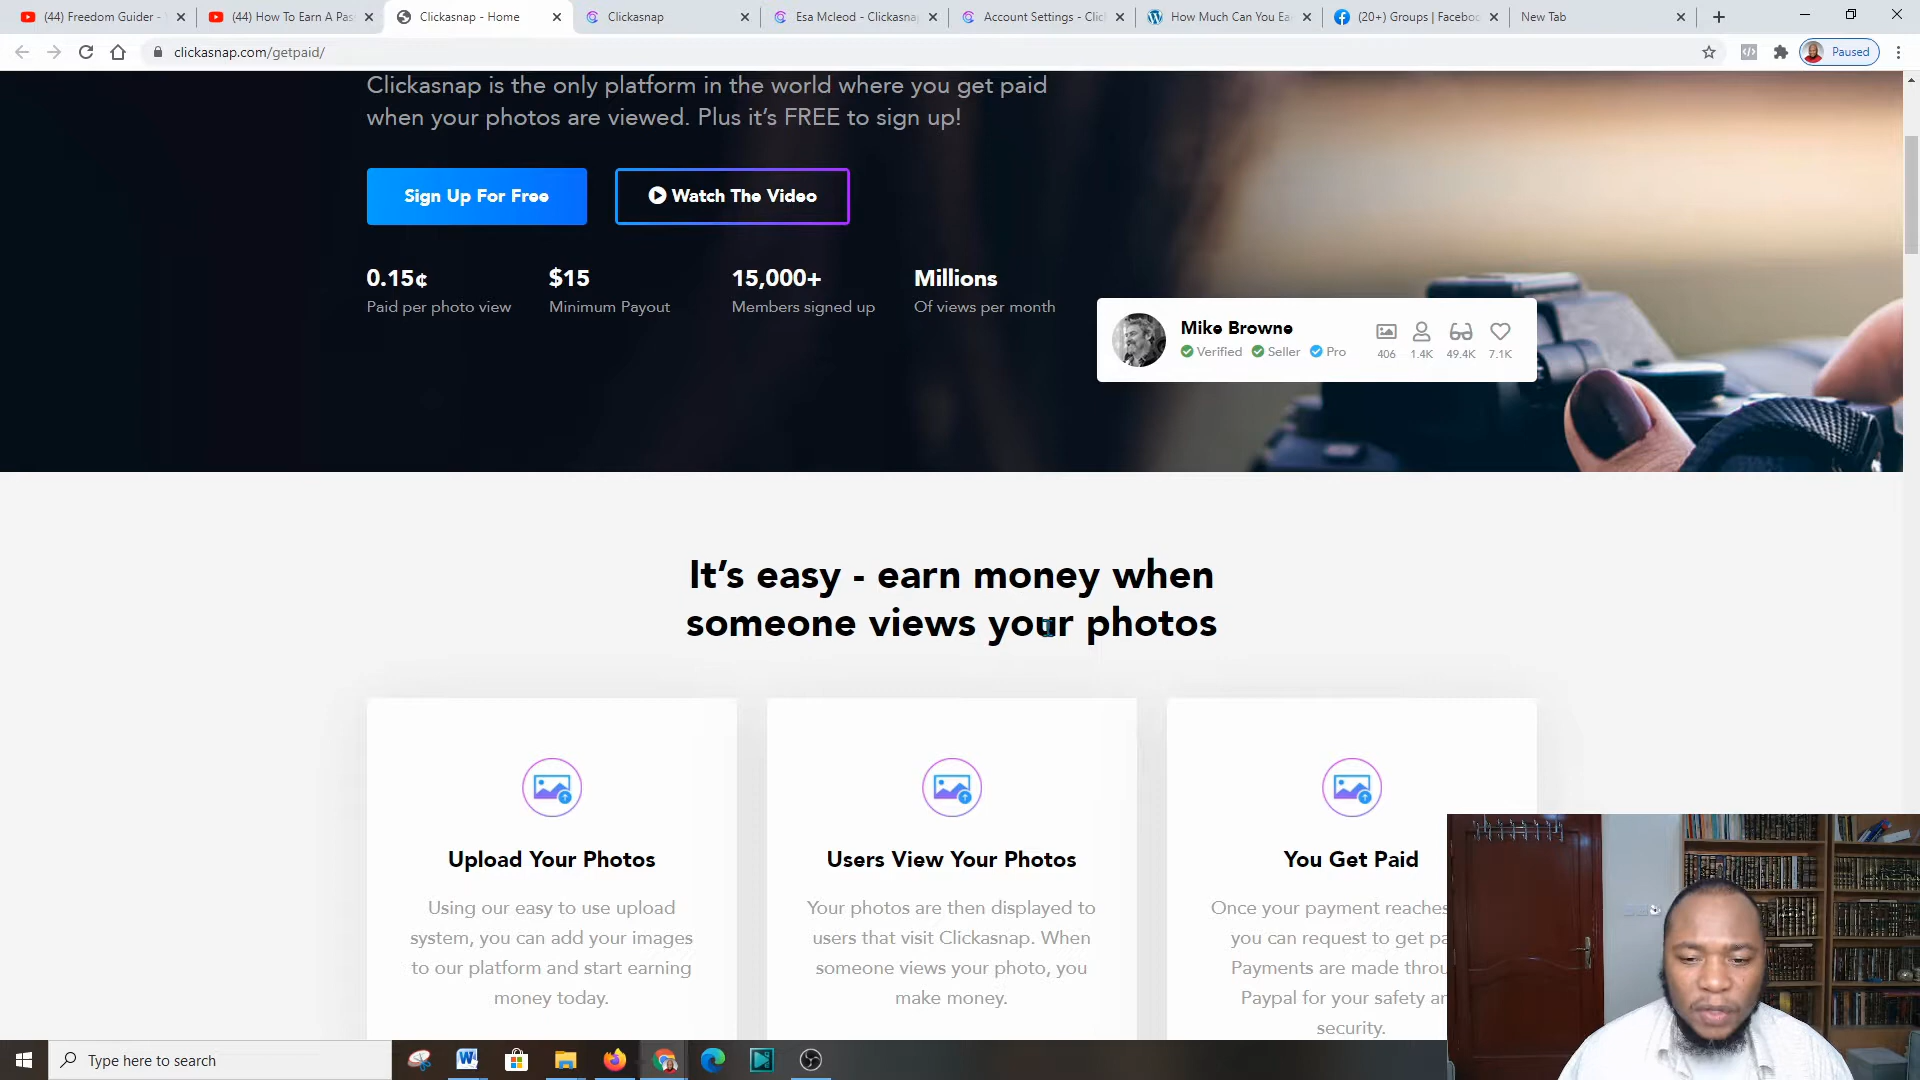 (44) Freedom Guider -
(44) How To Earn A Pas
Clickasnap - Home
Clickasnap
Esa Mcleod - Clickasna
Account Settings - Clic
How Much Can You Ea
(20+) Groups | Faceboo
New Tab
clickasnap.com/getpaid/
Paused
Clickasnap is the only platform in the world where you get paid
when your photos are viewed. Plus it's FREE to sign up!
Sign Up For Free
Watch The Video
0.15¢
$15
15,000+
Millions
Paid per photo view
Minimum Payout
Members signed up
Of views per month
Mike Browne
Verified
Seller
Pro
406
1.4K
49.4K
7.1K
It's easy - earn money when
someone views your photos
Upload Your Photos
Using our easy to use upload
system, you can add your images
to our platform and start earning
money today.
Users View Your Photos
Your photos are then displayed to
users that visit Clickasnap. When
someone views your photo, you
make money.
You Get Paid
Once your payment reaches
you can request to get pa
Payments are made throu
Paypal for your safety an
security.
Type here to search